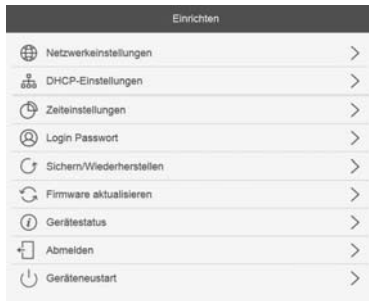 Einrichten
Netzwerkeinstellungen
DHCP-Einstellungen
Zeiteinstellungen
Login Passwort
Sichern/Wiederherstellen
Firmware aktualisieren
Gerätestatus
Abmelden
Geräteneustart